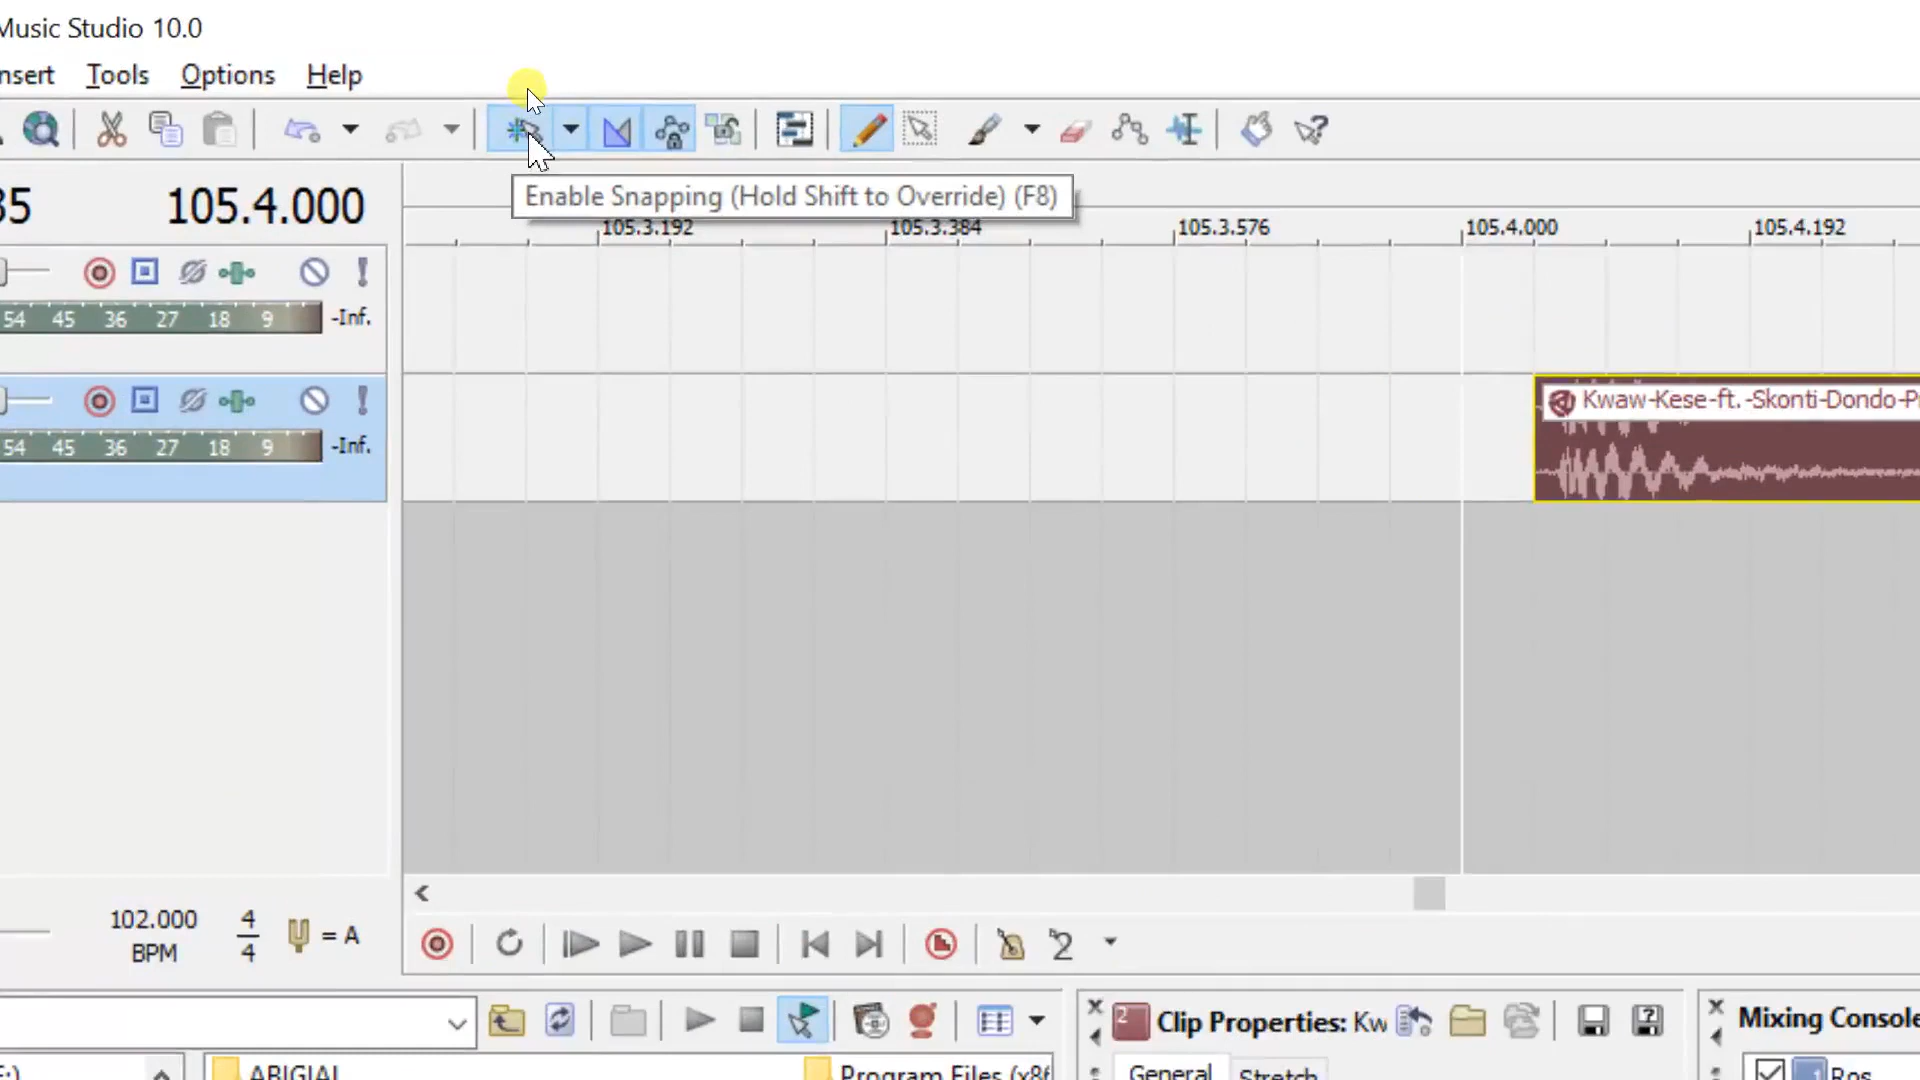 Music Studio 10.0
nsert Tools Options Help
Enable Snapping (Hold Shift to Override) (F8)
35 105.4.000
105.3.192 105.3.384 105.3.576 105.4.000 105.4.192
54 45 36 27 18 9 -Inf.
Kwaw-Kese-ft.-Skonti-Dondo-P
54 45 36 27 18 9 -Inf.
102.000
BPM
4
4
= A
2
2 Clip Properties: Kw
Mixing Console
ABIGIAL
Program Files (x8
General Stretch
Ros